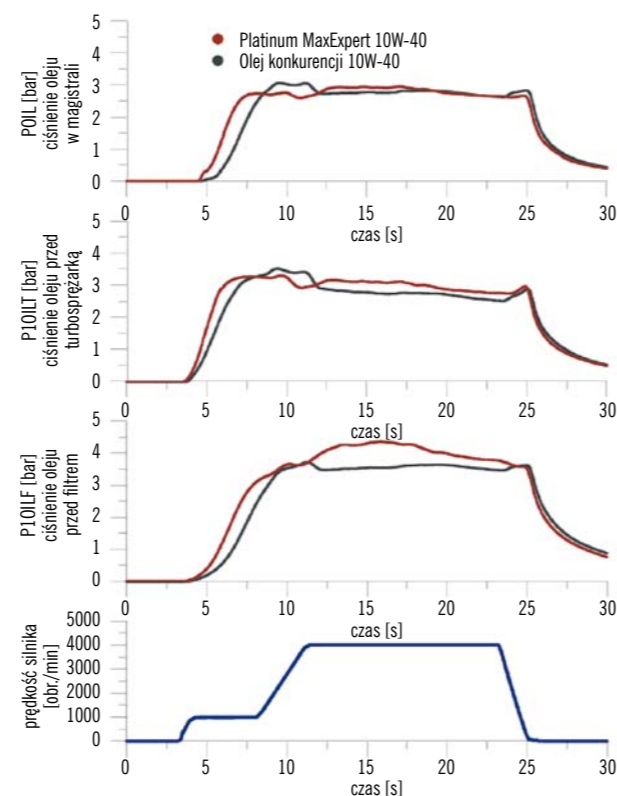 Platinum MaxExpert 10W-40
Olej konkurencji 10W-40
POIL [bar]
ciśnienie oleju
w magistrali
5
4
3
2
1
0
0 5 10 15 20 25 30
czas [s]
P10ILT [bar]
ciśnienie oleju przed
turbosprężarką
5
4
3
2
1
0
0 5 10 15 20 25 30
czas [s]
P10ILF [bar]
ciśnienie oleju
przed filtrem
5
4
3
2
1
0
0 5 10 15 20 25 30
czas [s]
prędkość silnika
[obr./min]
5000
4000
3000
2000
1000
0
0 5 10 15 20 25 30
czas [s]